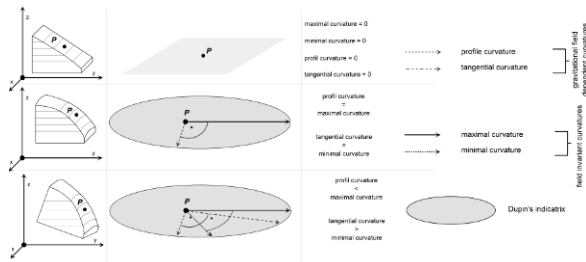 z
P
x
y
P
maximal curvature = 0
minimal curvature = 0
profil curvature = 0
tangential curvature = 0
profile curvature
tangential curvature
gravitational field
dependent curvatures
z
P
x
y
P
profil curvature
=
maximal curvature
tangential curvature
=
minimal curvature
maximal curvature
minimal curvature
field invariant curvatures
z
P
x
y
P
profil curvature
<
maximal curvature
tangential curvature
>
minimal curvature
Dupin's indicatrix